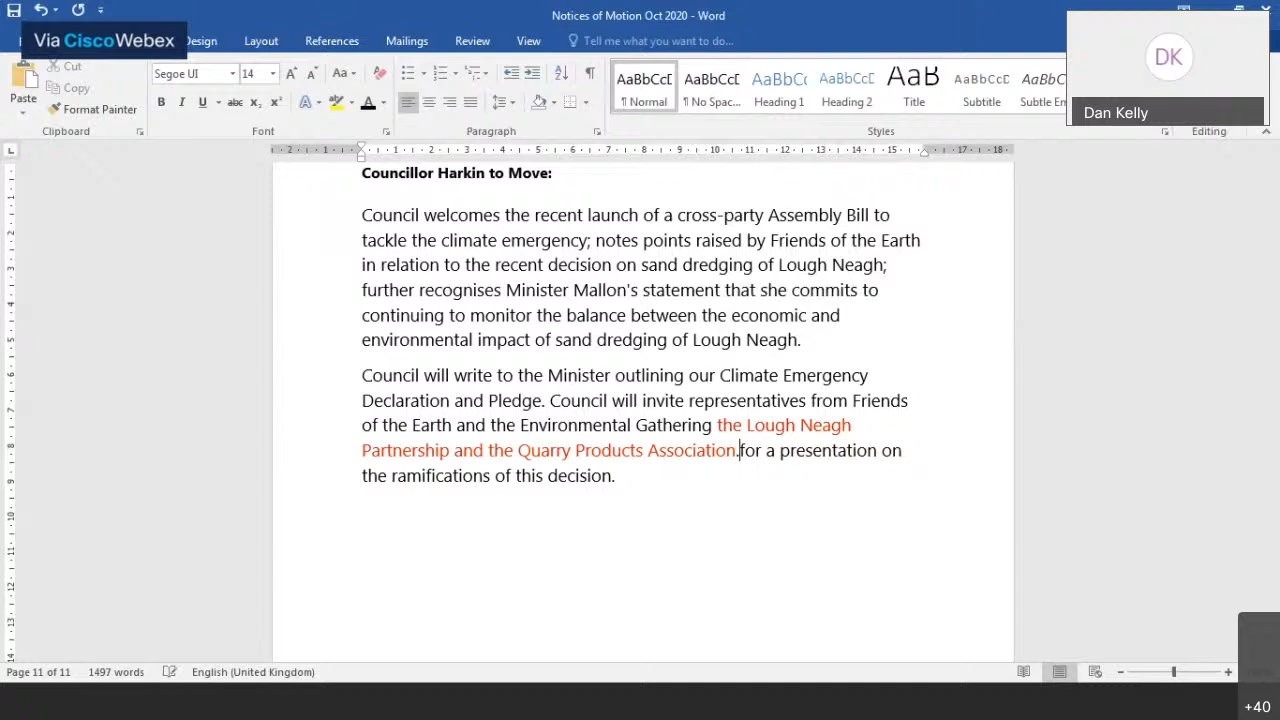 Notices of Motion Oct 2020 - Word
Via CiscoWebex
Design Layout References Mailings Review View Tell me what you want to do...
Cut
Copy
Paste
Format Painter
Clipboard
Segoe UI 14
Font
Paragraph
AaBbCcD AaBbCcD AaBbCc AaBbCcD AaB AaBbCcD AaBbC
¶ Normal ¶ No Spac... Heading 1 Heading 2 Title Subtitle Subtle Em
Styles
Editing
DK
Dan Kelly
Councillor Harkin to Move:
Council welcomes the recent launch of a cross-party Assembly Bill to
tackle the climate emergency; notes points raised by Friends of the Earth
in relation to the recent decision on sand dredging of Lough Neagh;
further recognises Minister Mallon's statement that she commits to
continuing to monitor the balance between the economic and
environmental impact of sand dredging of Lough Neagh.
Council will write to the Minister outlining our Climate Emergency
Declaration and Pledge. Council will invite representatives from Friends
of the Earth and the Environmental Gathering the Lough Neagh
Partnership and the Quarry Products Association.for a presentation on
the ramifications of this decision.
Page 11 of 11 1497 words English (United Kingdom)
+40